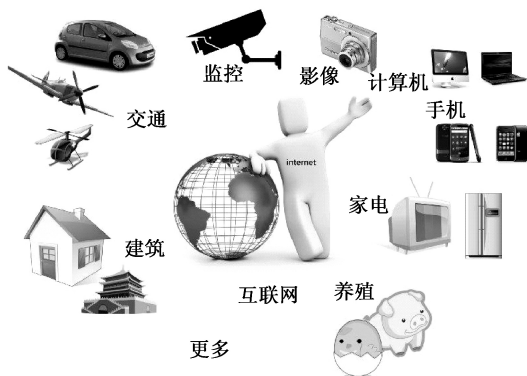 监控
影像
计算机
手机
交通
internet
家电
建筑
互联网
养殖
更多